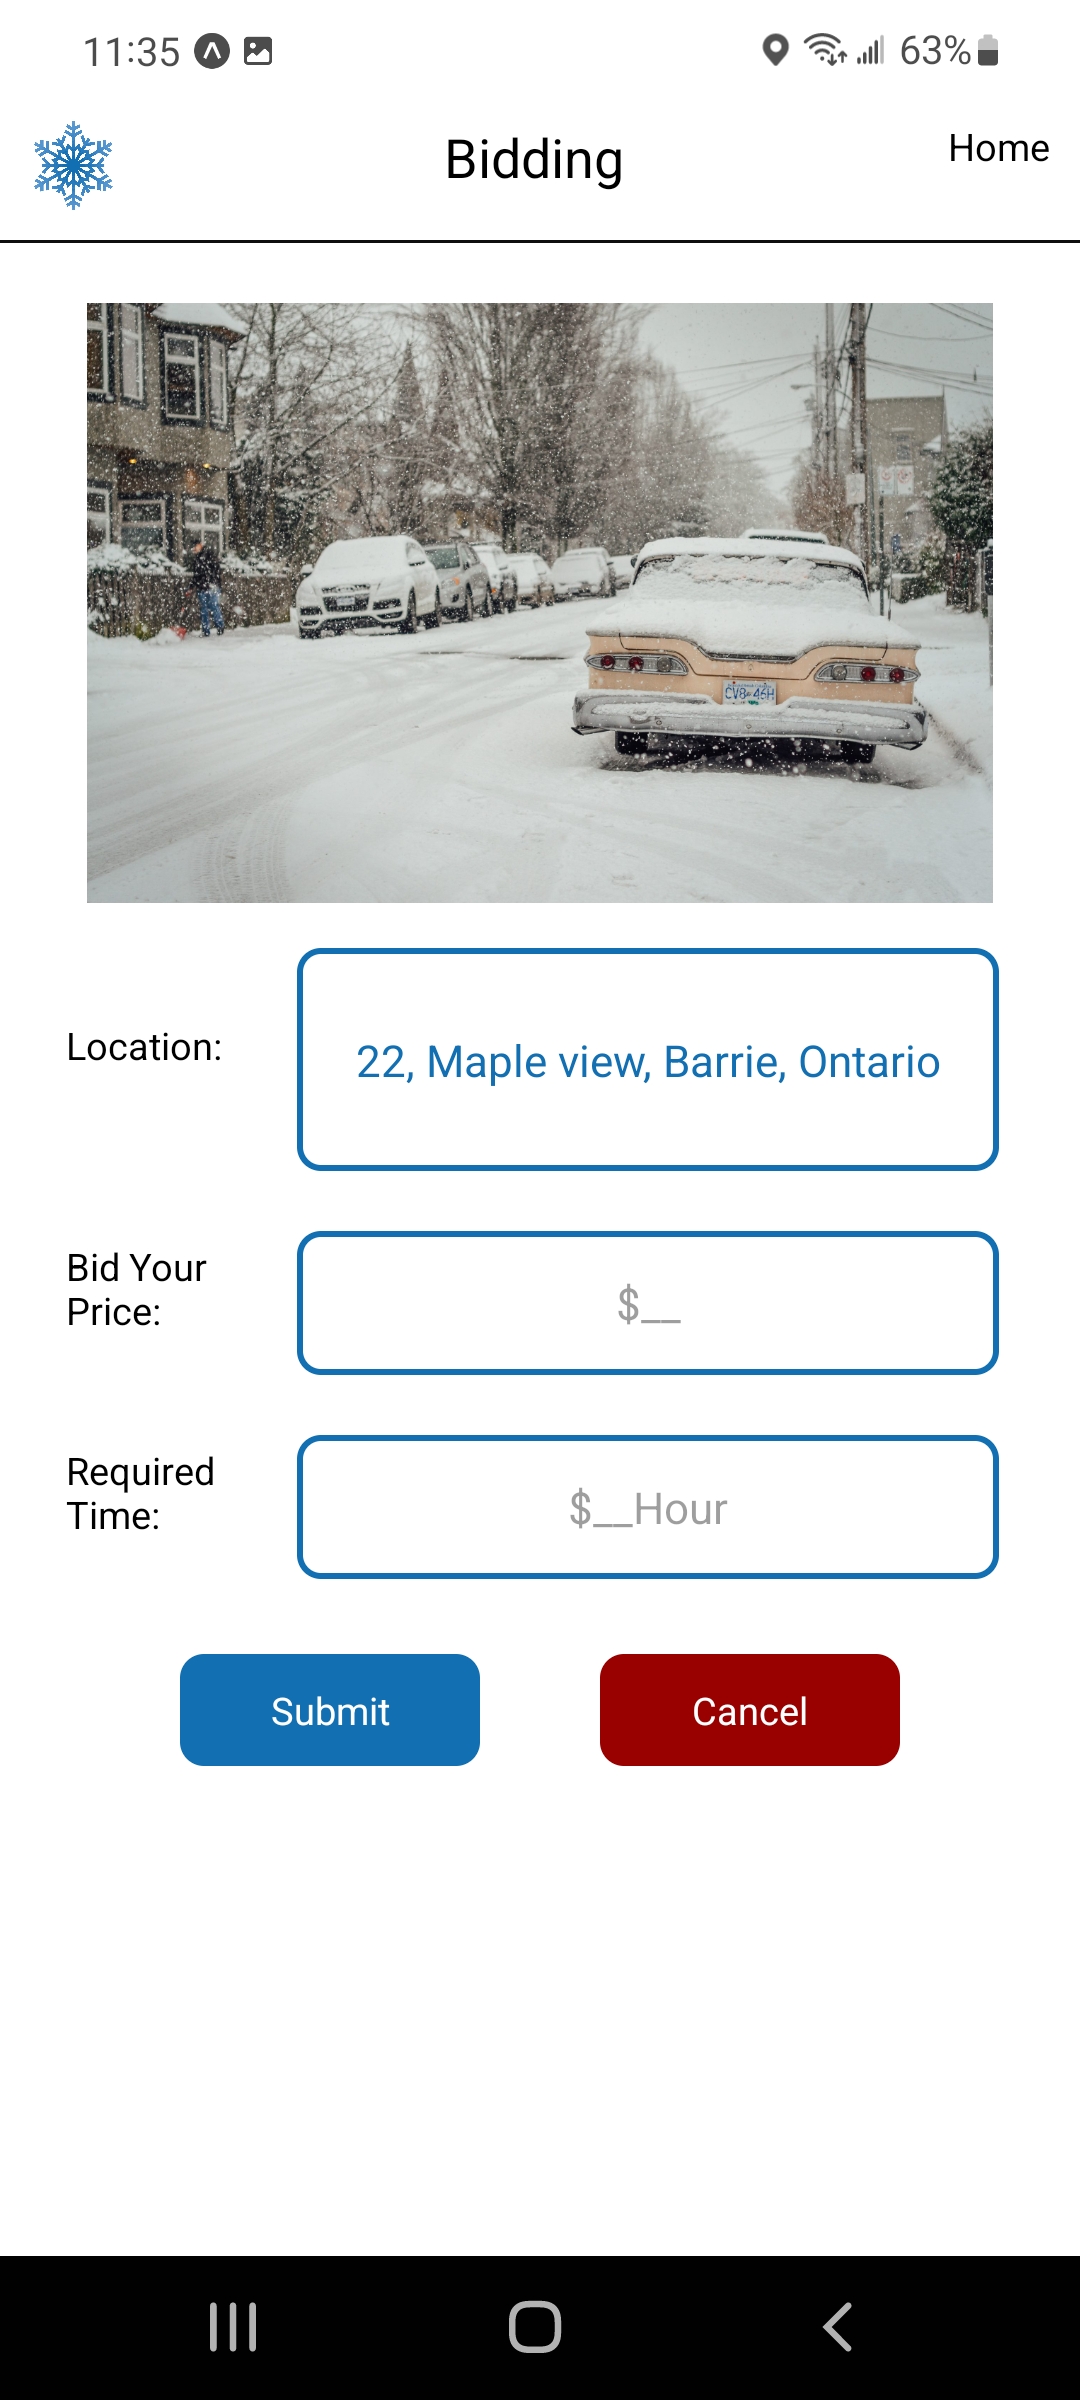 11:35
63%
Bidding
Home
CV8-46H
Location:
22, Maple view, Barrie, Ontario
Bid Your
Price:
$__
Required
Time:
$__Hour
Submit
Cancel